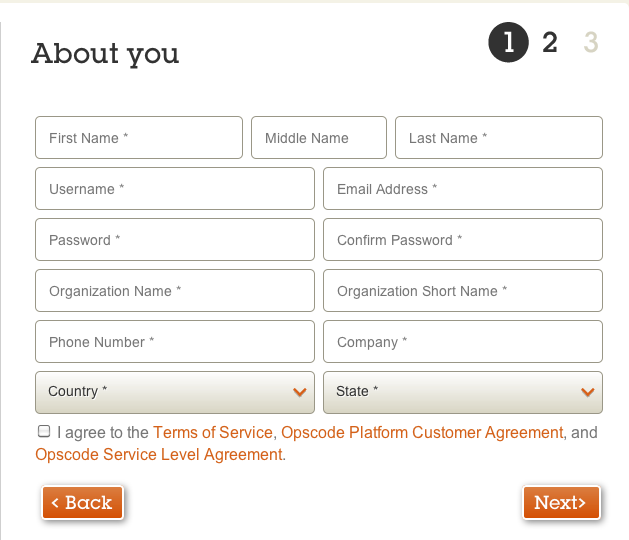 About you
1 2 3
First Name * Middle Name Last Name *
Username * Email Address *
Password * Confirm Password *
Organization Name * Organization Short Name *
Phone Number * Company *
Country * State *
I agree to the Terms of Service, Opscode Platform Customer Agreement, and
Opscode Service Level Agreement.
< Back Next>